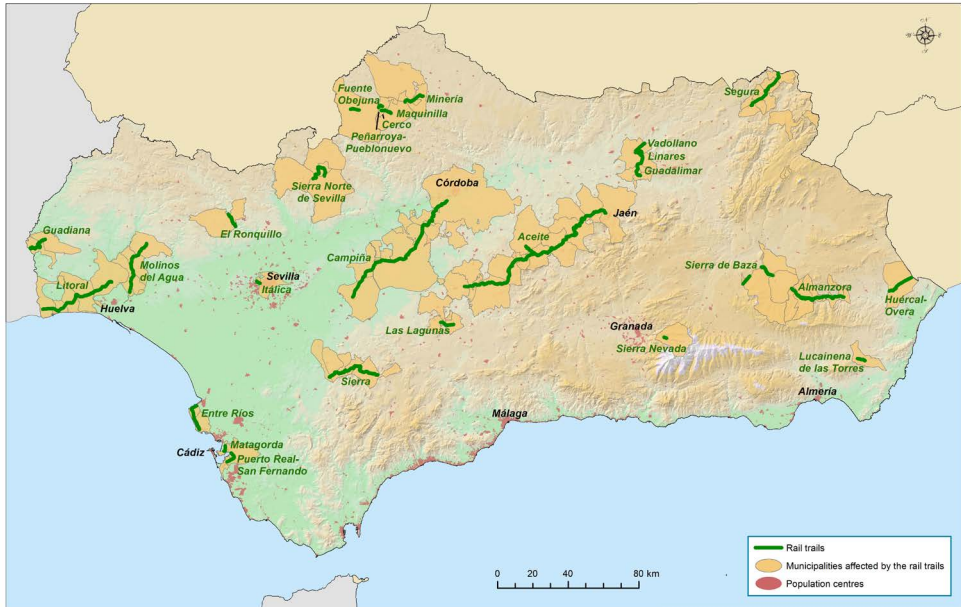 N
W
E
S
Segura
Fuente
Obejuna
Minería
Maquinilla
Cerco
Peñarroya-
Pueblonuevo
Vadollano
Linares
Guadalimar
Sierra Norte
de Sevilla
Córdoba
Jaén
El Ronquillo
Guadiana
Aceite
Campiña
Molinos
del Agua
Sevilla
Itálica
Litoral
Huelva
Sierra de Baza
Almanzora
Huércal-
Overa
Las Lagunas
Granada
Sierra Nevada
Lucainena
de las Torres
Sierra
Almería
Entre Ríos
Málaga
Matagorda
Cádiz
Puerto Real-
San Fernando
Rail trails
Municipalities affected by the rail trails
Population centres
0 20 40 60 80 km